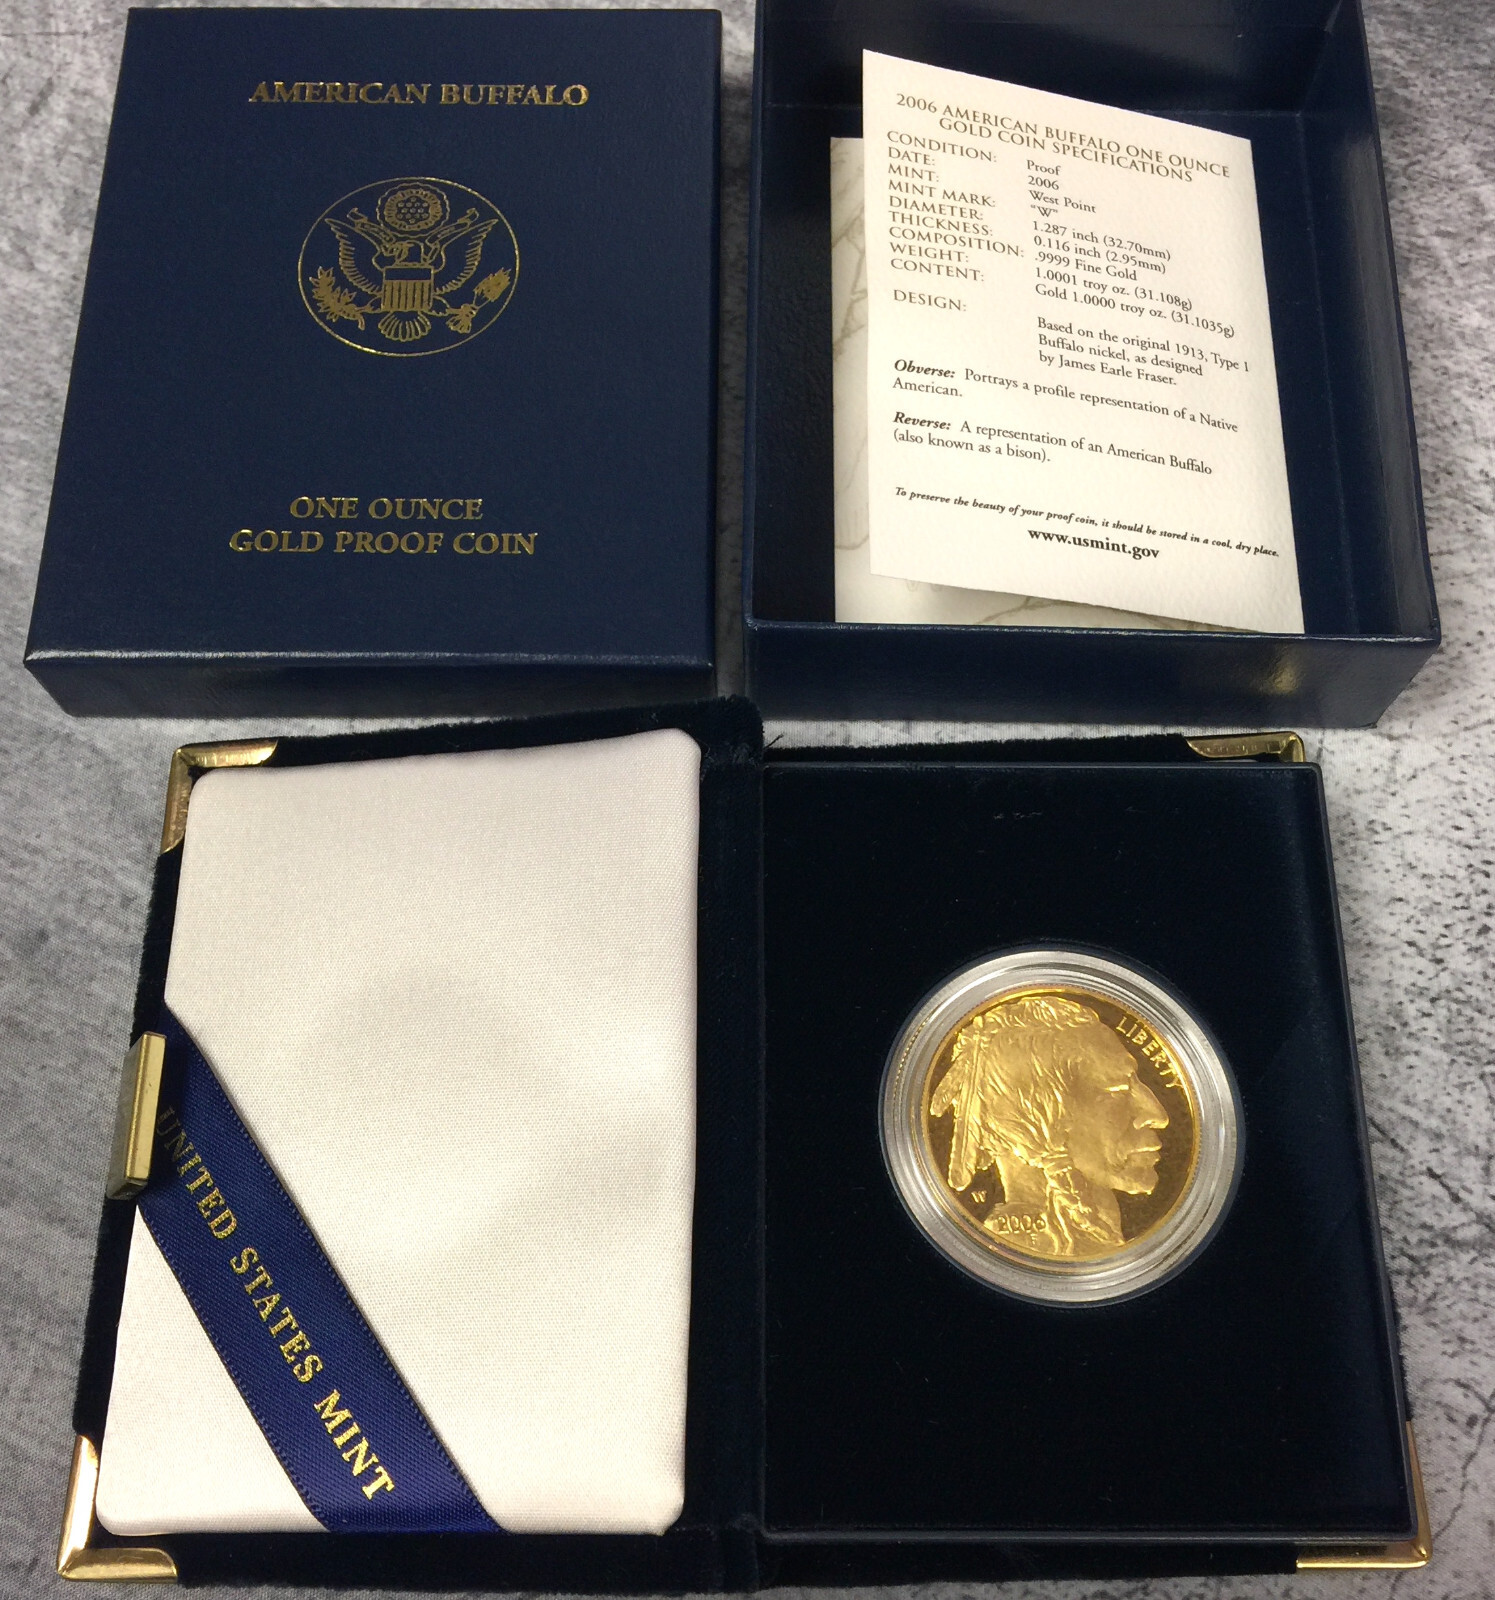 AMERICAN BUFFALO
ONE OUNCE
GOLD PROOF COIN
2006 AMERICAN BUFFALO ONE OUNCE
GOLD COIN SPECIFICATIONS
CONDITION: Proof
DATE: 2006
MINT: West Point
MINT MARK: "W"
DIAMETER: 1.287 inch (32.70mm)
THICKNESS: 0.116 inch (2.95mm)
COMPOSITION: .9999 Fine Gold
WEIGHT: 1.0001 troy oz. (31.108g)
CONTENT: Gold 1.0000 troy oz. (31.1035g)
DESIGN: Based on the original 1913, Type 1
Buffalo nickel, as designed
by James Earle Fraser.
Obverse: Portrays a profile representation of a Native
American.
Reverse: A representation of an American Buffalo
(also known as a bison).
To preserve the beauty of your proof coin, it should be stored in a cool, dry place.
www.usmint.gov
UNITED STATES MINT
LIBERTY
W
2006
F